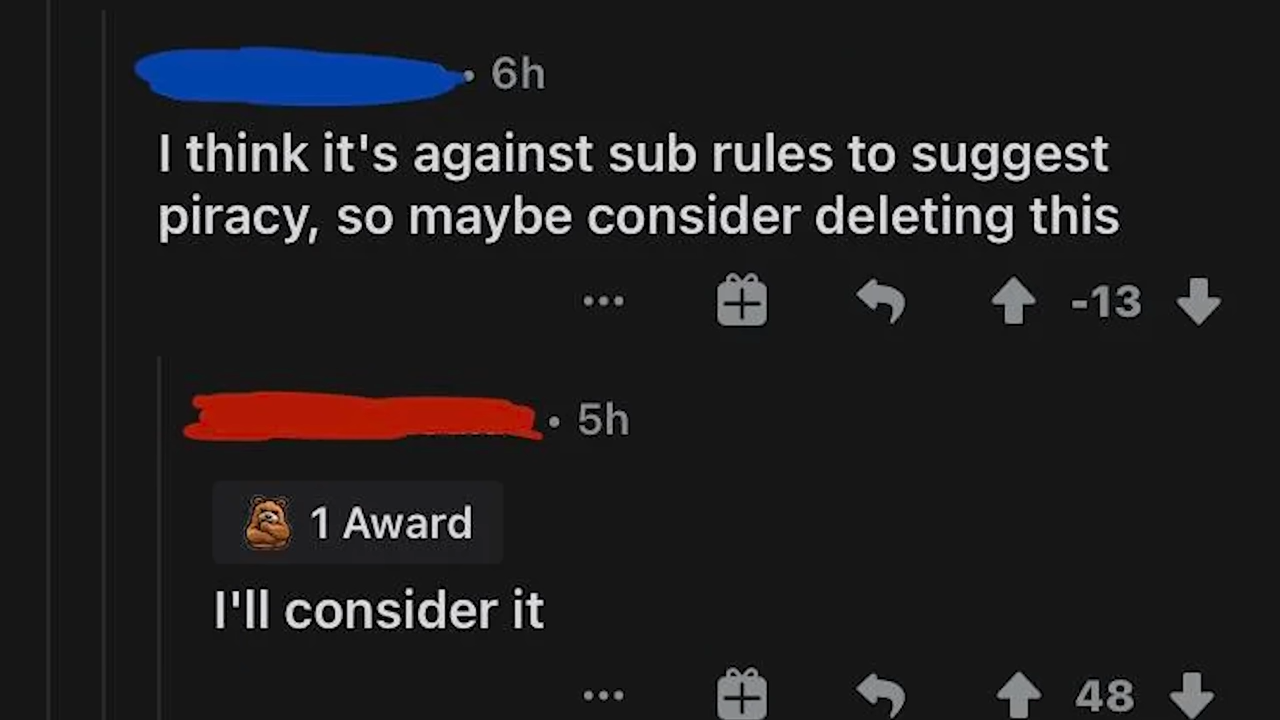 • 6h
I think it's against sub rules to suggest
piracy, so maybe consider deleting this
-13
• 5h
1 Award
I'll consider it
48